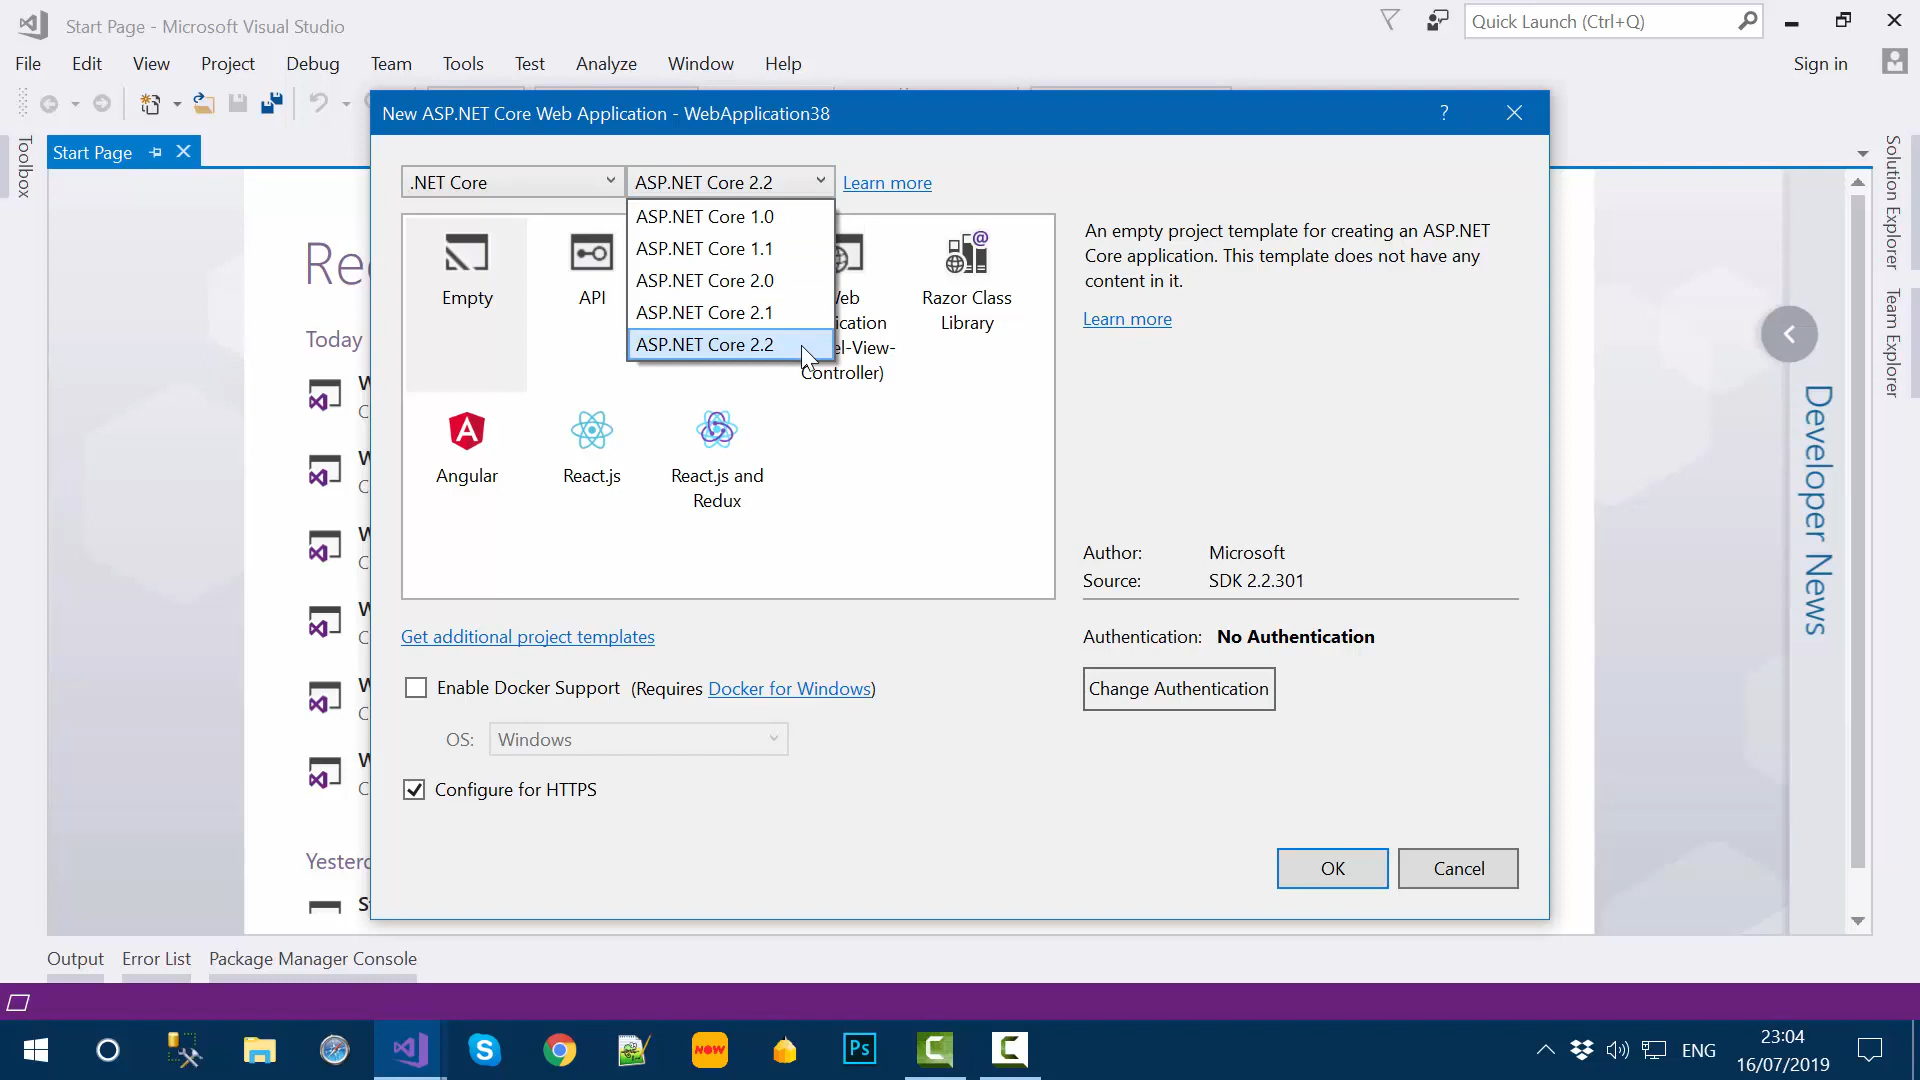 Start Page - Microsoft Visual Studio
Quick Launch (Ctrl+Q)
File Edit View Project Debug Team Tools Test Analyze Window Help
Sign in
New ASP.NET Core Web Application - WebApplication38
?
Toolbox
Start Page
Solution Explorer
Team Explorer
.NET Core
ASP.NET Core 2.2
Learn more
ASP.NET Core 1.0
ASP.NET Core 1.1
ASP.NET Core 2.0
ASP.NET Core 2.1
ASP.NET Core 2.2
Empty
API
Controller)
Razor Class
Library
Angular
React.js
React.js and
Redux
An empty project template for creating an ASP.NET
Core application. This template does not have any
content in it.
Learn more
Author: Microsoft
Source: SDK 2.2.301
Get additional project templates
Authentication: No Authentication
Change Authentication
Enable Docker Support (Requires Docker for Windows)
OS: Windows
Configure for HTTPS
OK
Cancel
Today
Developer News
Output Error List Package Manager Console
NOW
Ps
ENG
23:04
16/07/2019